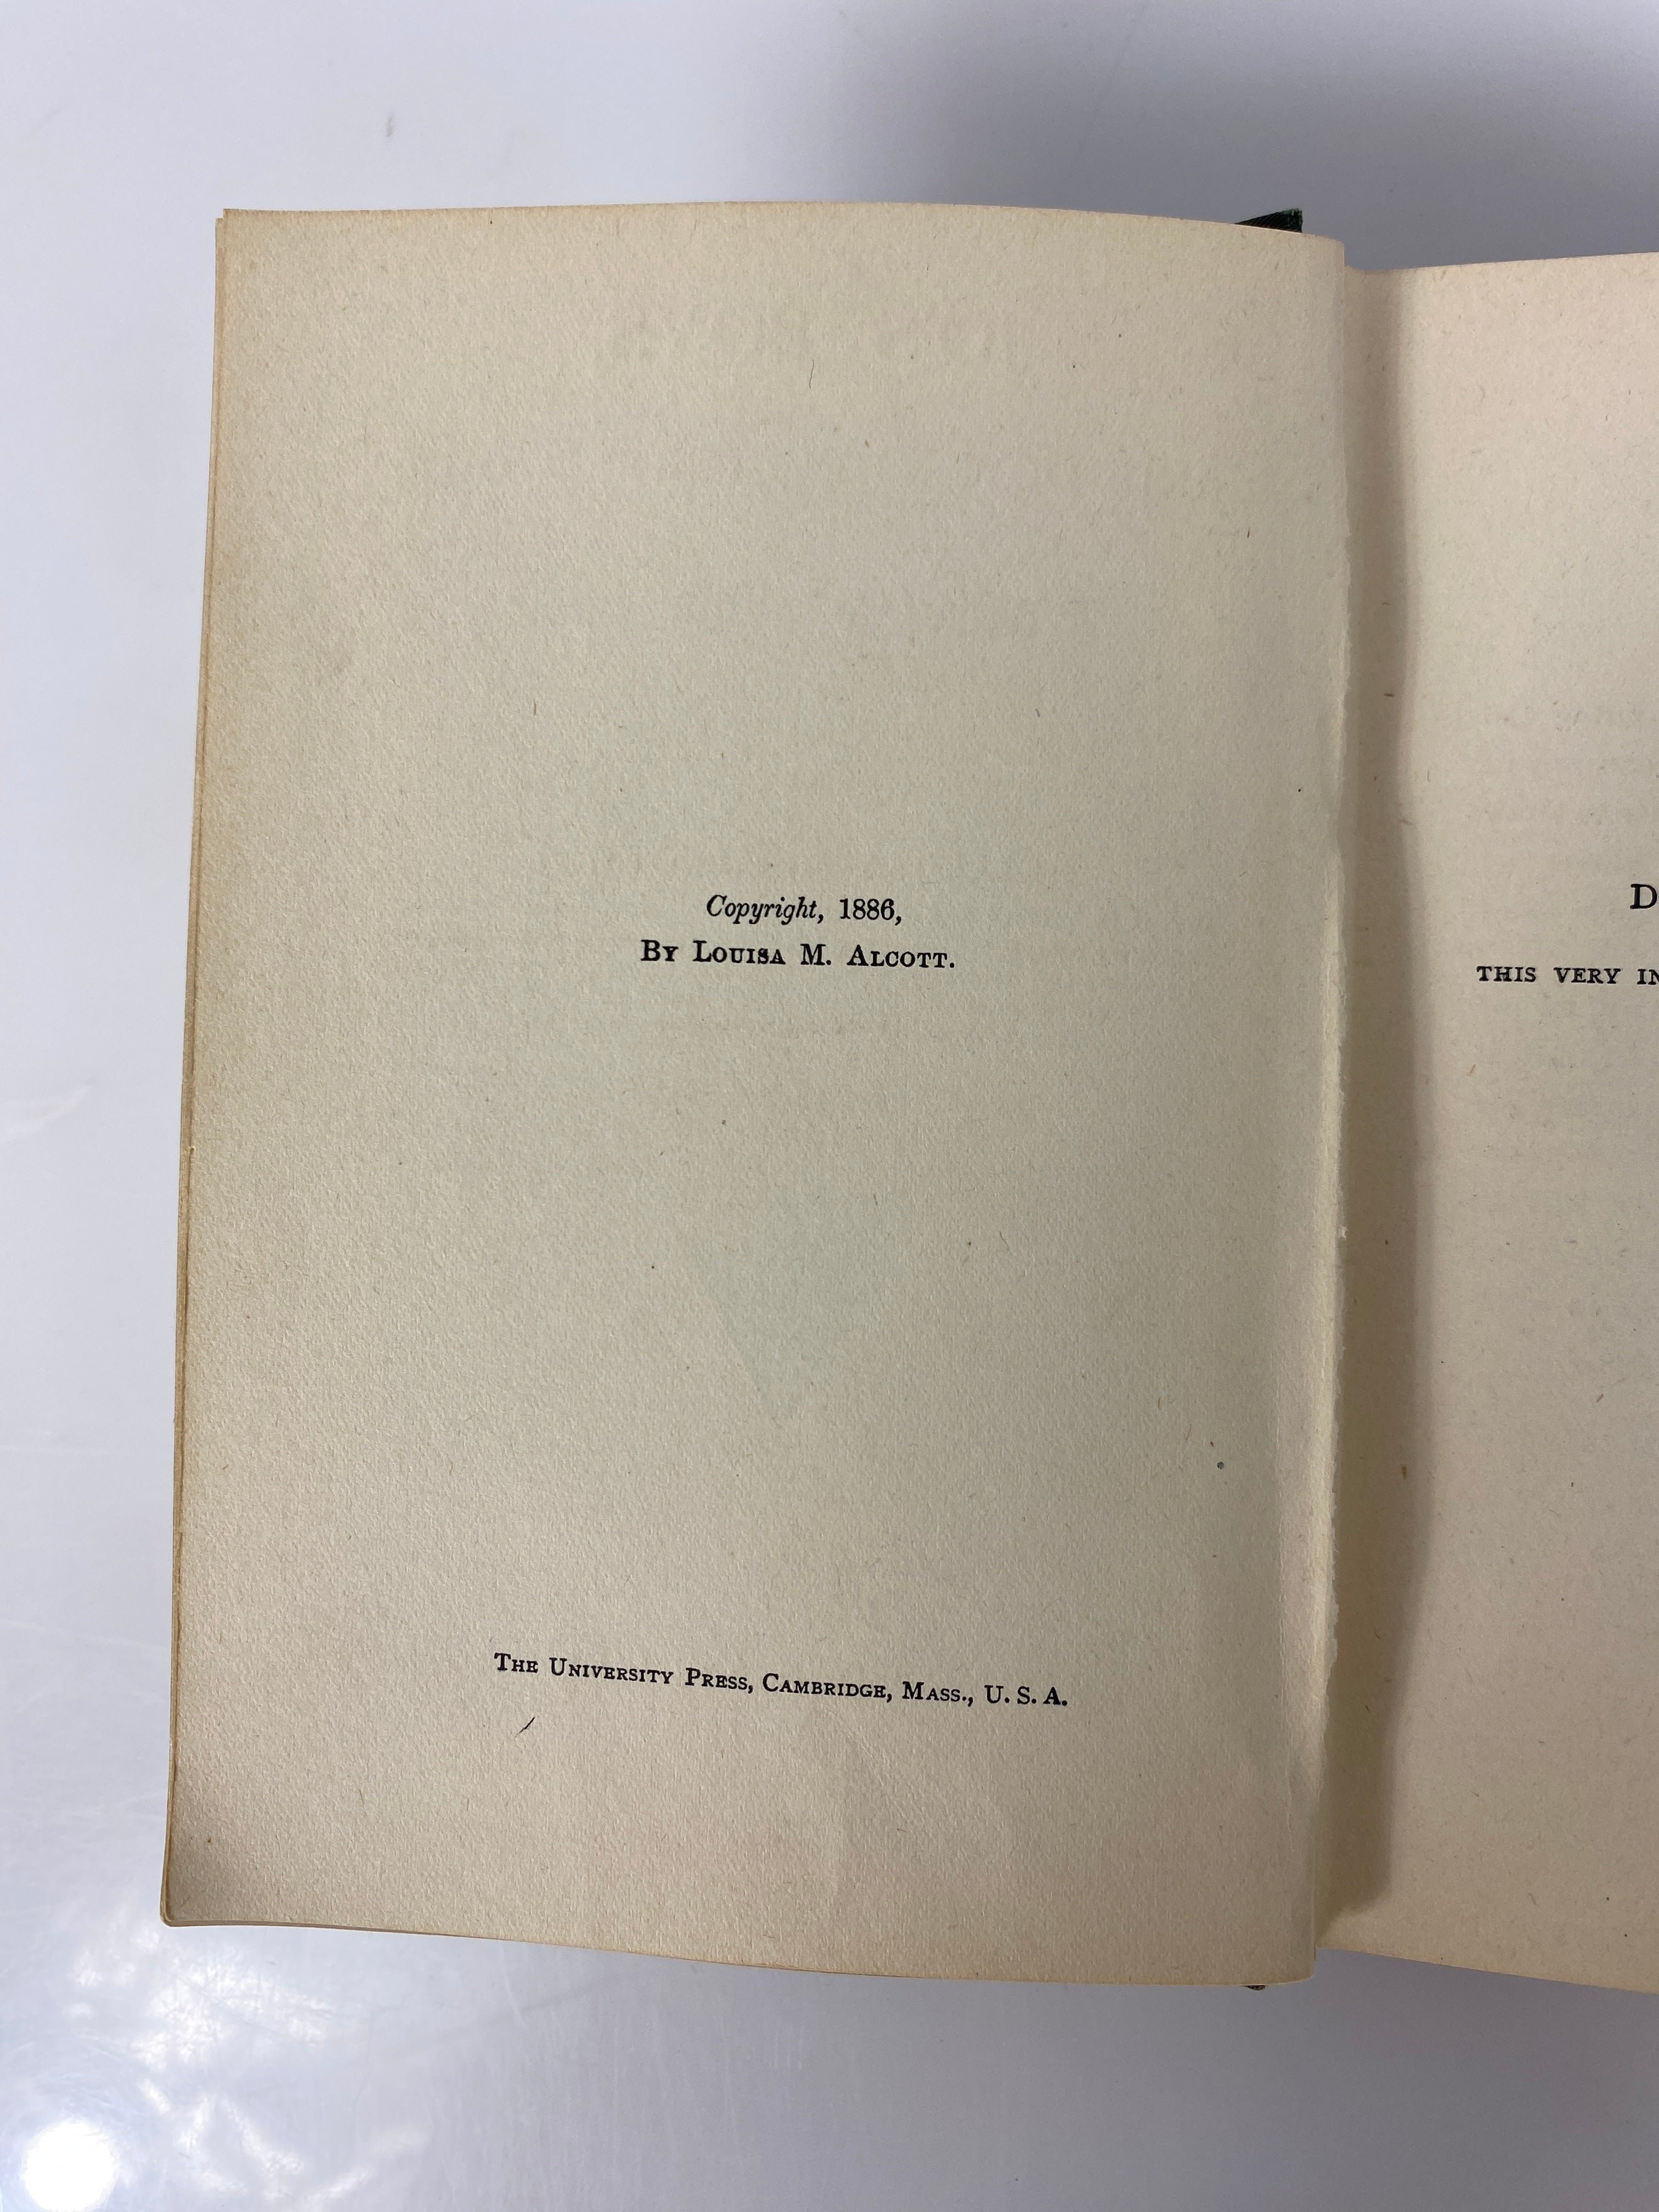 Copyright, 1886,
By Louisa M. Alcott.
The University Press, Cambridge, Mass., U. S. A.
THIS VERY